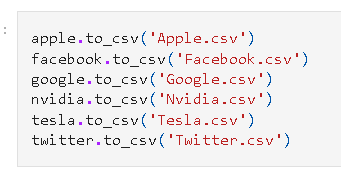 :
apple.to_csv('Apple.csv')
facebook.to_csv('Facebook.csv')
google.to_csv('Google.csv')
nvidia.to_csv('Nvidia.csv')
tesla.to_csv('Tesla.csv')
twitter.to_csv('Twitter.csv')